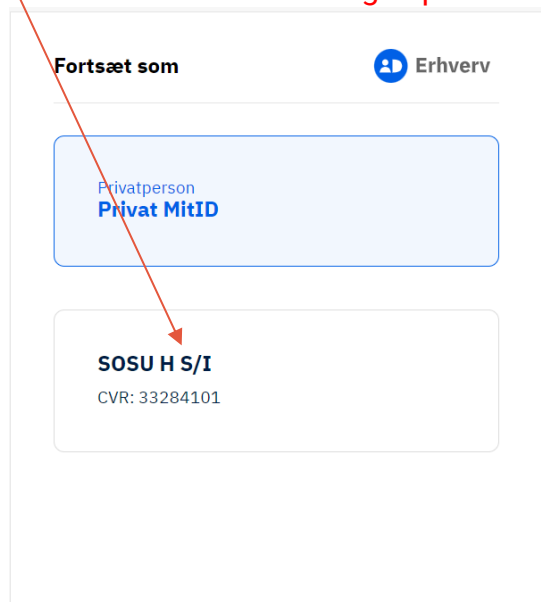 Fortsæt som
Erhverv
Privatperson
Privat MitID
SOSU H S/I
CVR: 33284101